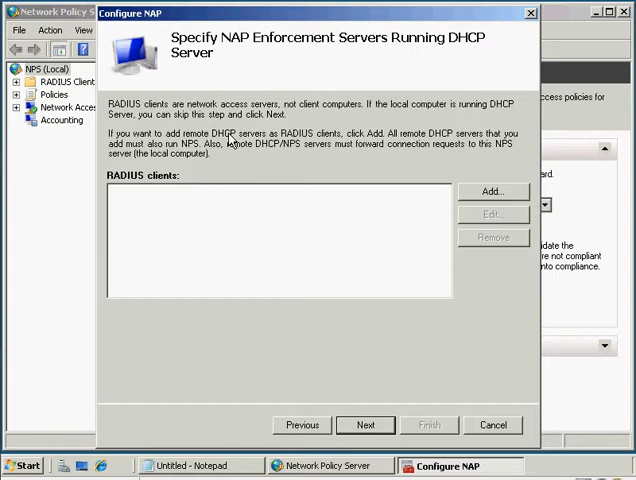 Network Policy S
Configure NAP
File Action View
NPS (Local)
RADIUS Client
Policies
Network Acces
Accounting
Specify NAP Enforcement Servers Running DHCP
Server
RADIUS clients are network access servers, not client computers. If the local computer is running DHCP
Server, you can skip this step and click Next.
If you want to add remote DHCP servers as RADIUS clients, click Add. All remote DHCP servers that you
add must also run NPS. Also, remote DHCP/NPS servers must forward connection requests to this NPS
server (the local computer).
RADIUS clients:
Add...
Edit...
Remove
ccess policies for
idate the
re not compliant
nto compliance.
Previous
Next
Finish
Cancel
Start
Untitled - Notepad
Network Policy Server
Configure NAP